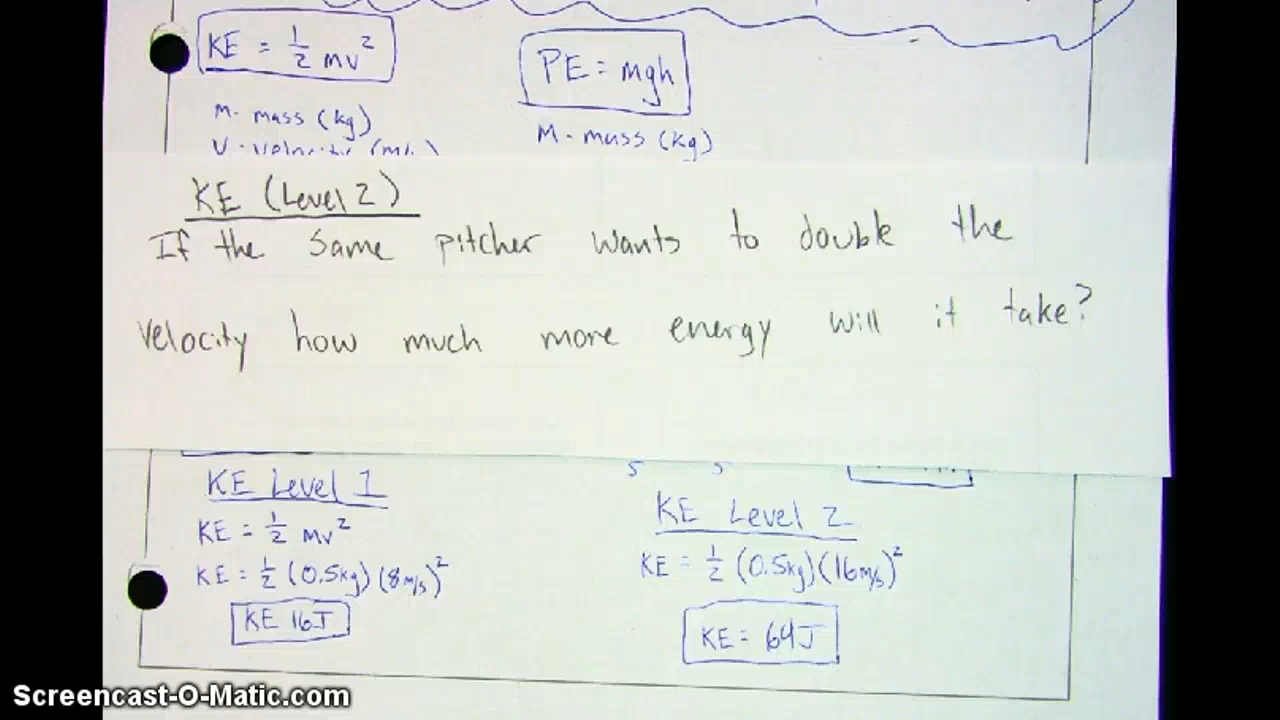 KE = 1/2 mv²
PE = mgh
M - mass (kg)
M - mass (kg)
KE (Level 2)
If the same pitcher wants to double the
velocity how much more energy will it take?
KE Level 1
KE = 1/2 mv²
KE = 1/2 (0.5kg) (8m/s)²
KE 16J
KE Level 2
KE = 1/2 (0.5kg) (16m/s)²
KE = 64J
Screencast-O-Matic.com